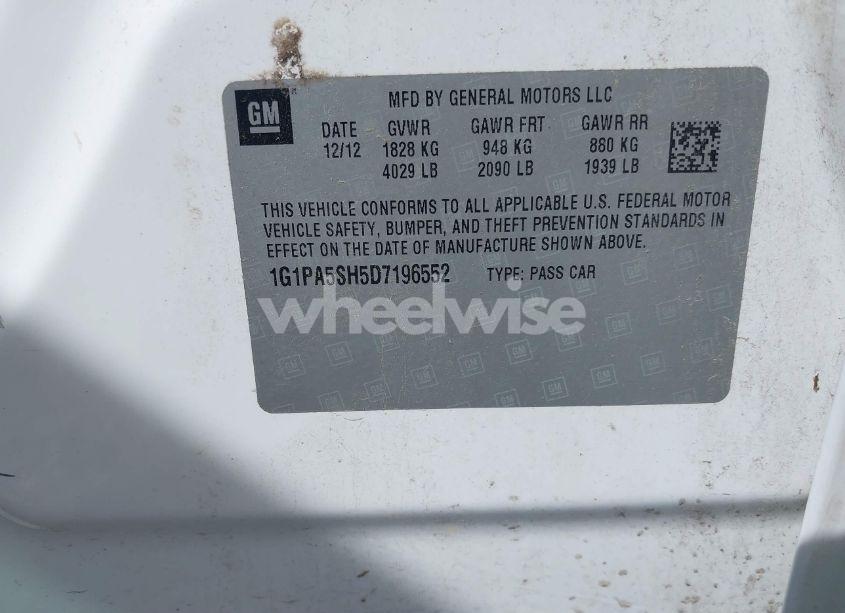 GM
MFD BY GENERAL MOTORS LLC
DATE GVWR GAWR FRT GAWR RR
12/12 1828 KG 948 KG 880 KG
4029 LB 2090 LB 1939 LB
THIS VEHICLE CONFORMS TO ALL APPLICABLE U.S. FEDERAL MOTOR
VEHICLE SAFETY, BUMPER, AND THEFT PREVENTION STANDARDS IN
EFFECT ON THE DATE OF MANUFACTURE SHOWN ABOVE.
1G1PA5SH5D7196552 TYPE: PASS CAR
wheelwise